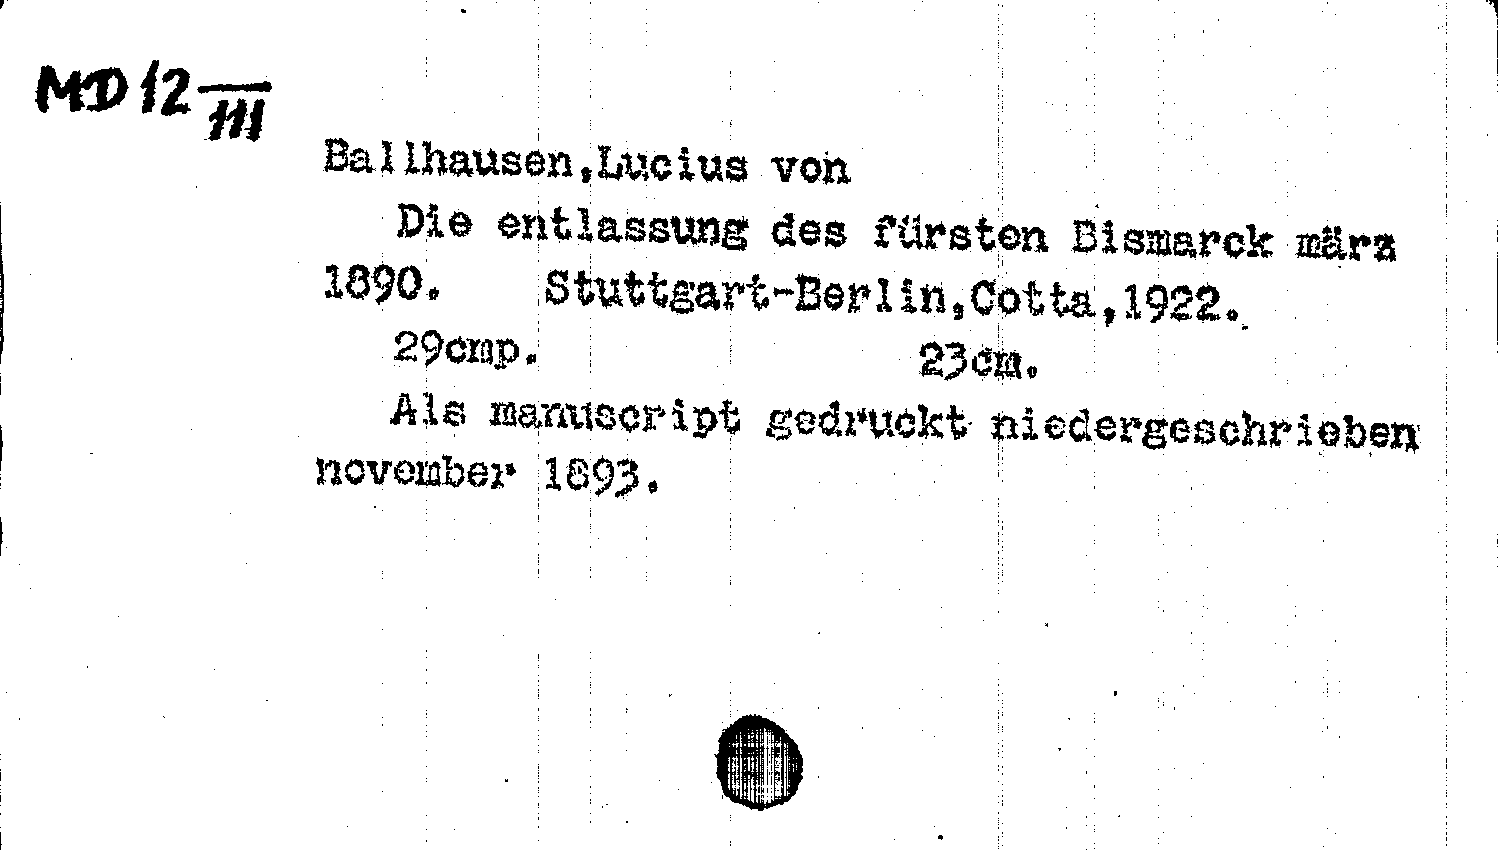 MD 12 — III
Ballhausen,Lucius von
Die entlassung des fürsten Bismarck märz
1890. Stuttgart-Berlin,Cotta,1922.
29cmp. 23cm.
Als manuscript gedruckt niedergeschrieben
november 1893.